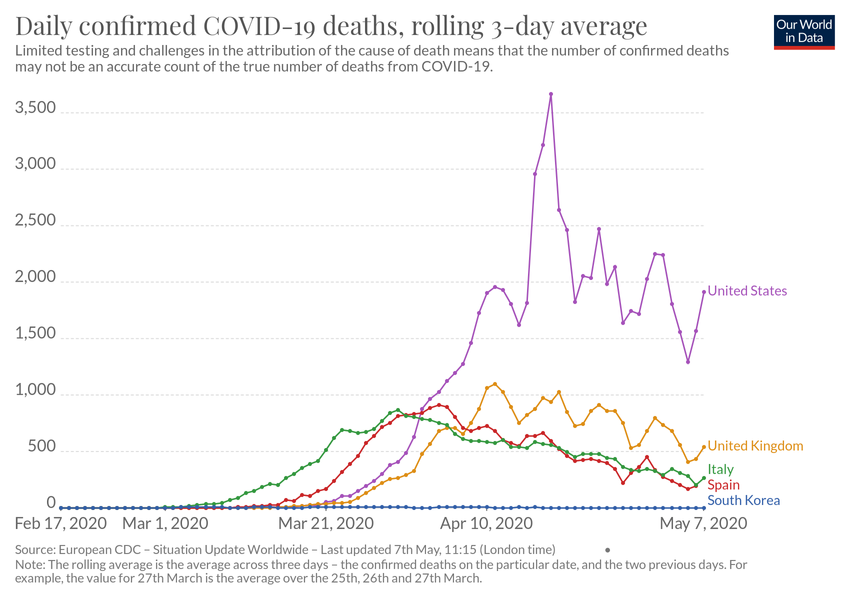 Daily confirmed COVID-19 deaths, rolling 3-day average
Our World
in Data
Limited testing and challenges in the attribution of the cause of death means that the number of confirmed deaths
may not be an accurate count of the true number of deaths from COVID-19.
3,500
3,000
2,500
2,000
United States
1,500
1,000
500
United Kingdom
Italy
Spain
South Korea
0
Feb 17, 2020 Mar 1, 2020 Mar 21, 2020 Apr 10, 2020 May 7, 2020
Source: European CDC – Situation Update Worldwide – Last updated 7th May, 11:15 (London time)
Note: The rolling average is the average across three days – the confirmed deaths on the particular date, and the two previous days. For
example, the value for 27th March is the average over the 25th, 26th and 27th March.